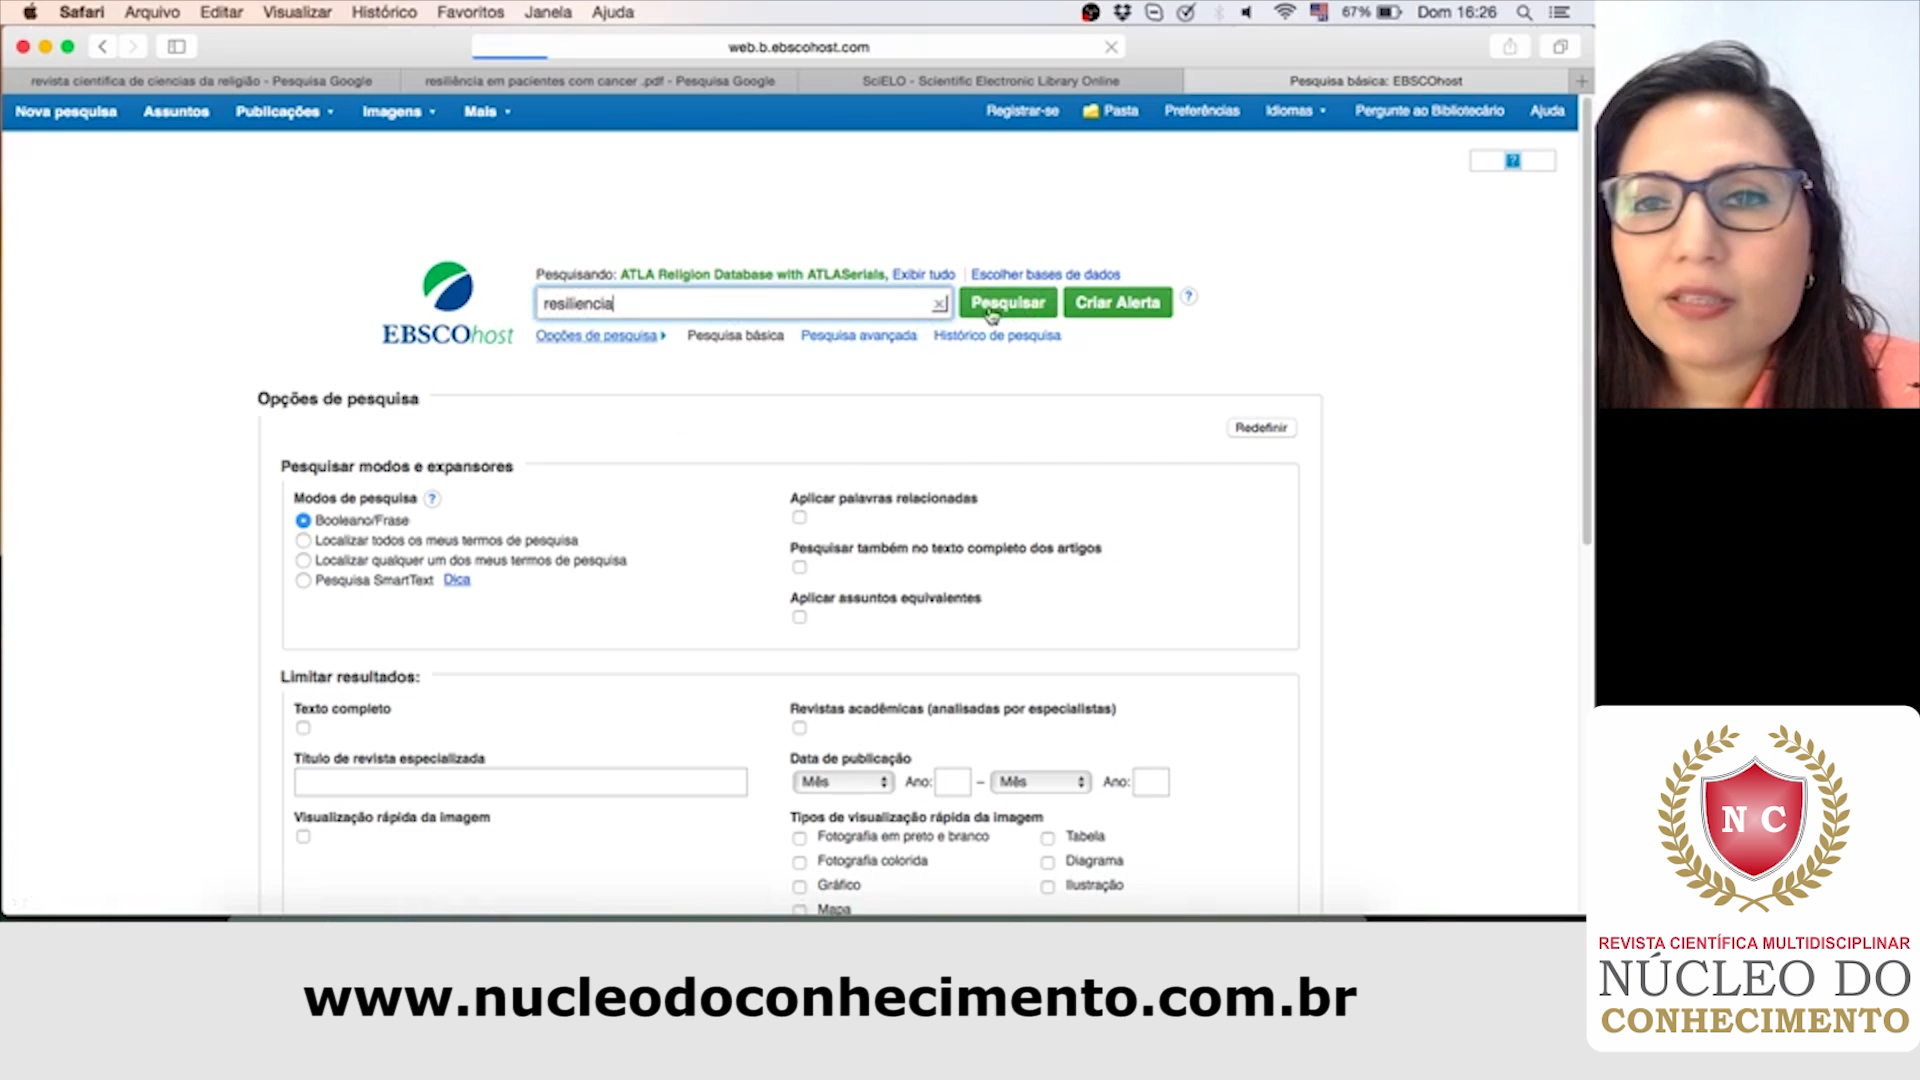 Safari Arquivo Editar Visualizar Histórico Favoritos Janela Ajuda 67% Dom 16:26
web.b.ebscohost.com
revista cientifica de ciencias da religião - Pesquisa Google resiliência em pacientes com cancer .pdf - Pesquisa Google SciELO - Scientific Electronic Library Online Pesquisa básica: EBSCOhost
Nova pesquisa Assuntos Publicações Imagens Mais Registrar-se Pasta Preferências Idiomas Pergunte ao Bibliotecário Ajuda
?
Pesquisando: ATLA Religion Database with ATLASerials, Exibir tudo Escolher bases de dados
resiliencia Pesquisar Criar Alerta ?
EBSCOhost
Opções de pesquisa Pesquisa básica Pesquisa avançada Histórico de pesquisa
Opções de pesquisa
Redefinir
Pesquisar modos e expansores
Modos de pesquisa ?
Booleano/Frase
Localizar todos os meus termos de pesquisa
Localizar qualquer um dos meus termos de pesquisa
Pesquisa SmartText Dica
Aplicar palavras relacionadas
Pesquisar também no texto completo dos artigos
Aplicar assuntos equivalentes
Limitar resultados:
Texto completo
Título de revista especializada
Visualização rápida da imagem
Revistas acadêmicas (analisadas por especialistas)
Data de publicação
Mês Ano: – Mês Ano:
Tipos de visualização rápida da imagem
Fotografia em preto e branco Tabela
Fotografia colorida Diagrama
Gráfico Ilustração
Mapa
www.nucleodoconhecimento.com.br
N C
REVISTA CIENTÍFICA MULTIDISCIPLINAR
NÚCLEO DO
CONHECIMENTO